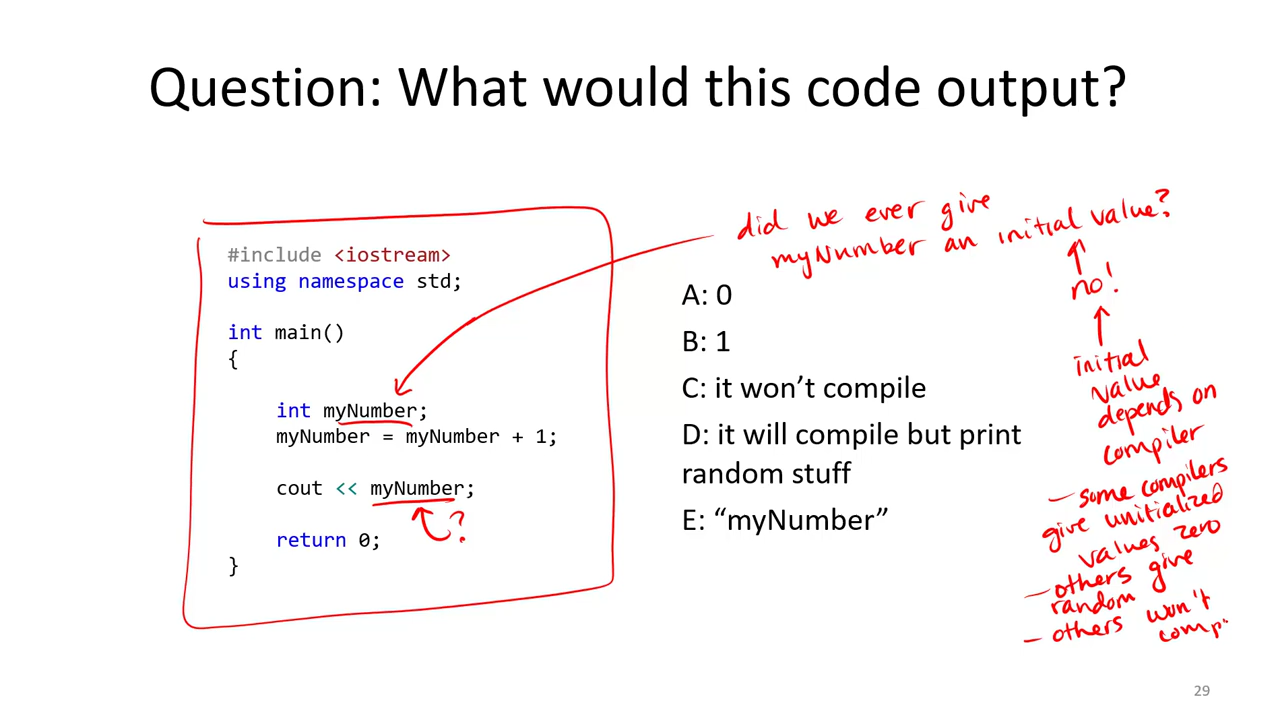 Question: What would this code output?
did we ever give
myNumber an initial value?
no!
initial
value
depends on
compiler
– some compilers
give unitialized
values zero
– others give
random
– others won't
comp
#include <iostream>
using namespace std;
int main()
{
int myNumber;
myNumber = myNumber + 1;
cout << myNumber;
?
return 0;
}
A: 0
B: 1
C: it won’t compile
D: it will compile but print
random stuff
E: “myNumber”
29